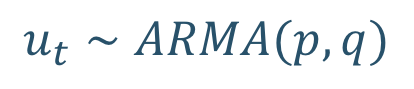 u_t ~ ARMA(p, q)